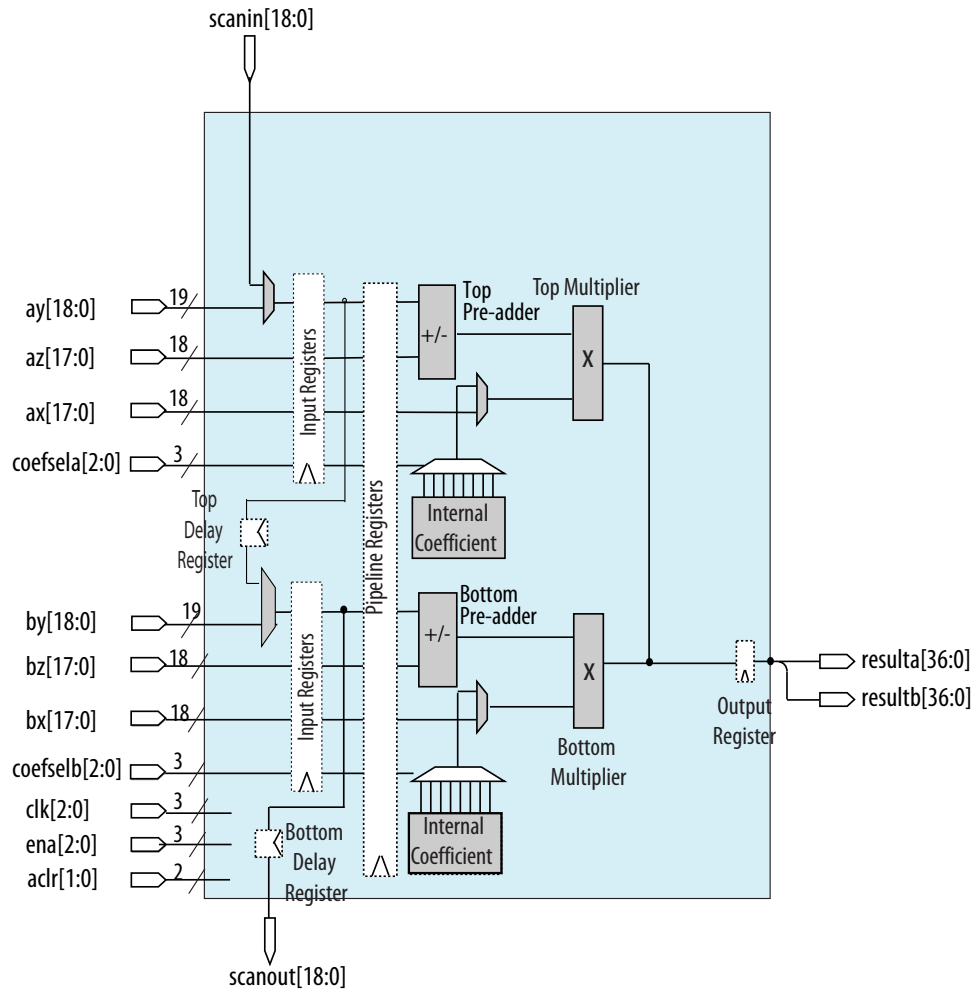 scanin[18:0]
ay[18:0]
19
az[17:0]
18
ax[17:0]
18
coefsela[2:0]
3
Input Registers
Pipeline Registers
+/-
Top
Pre-adder
Top Multiplier
X
Internal
Coefficient
Top
Delay
Register
by[18:0]
19
bz[17:0]
18
bx[17:0]
18
coefselb[2:0]
3
clk[2:0]
3
ena[2:0]
3
aclr[1:0]
2
Input Registers
+/-
Bottom
Pre-adder
X
Bottom
Multiplier
Internal
Coefficient
Bottom
Delay
Register
Output
Register
resulta[36:0]
resultb[36:0]
scanout[18:0]